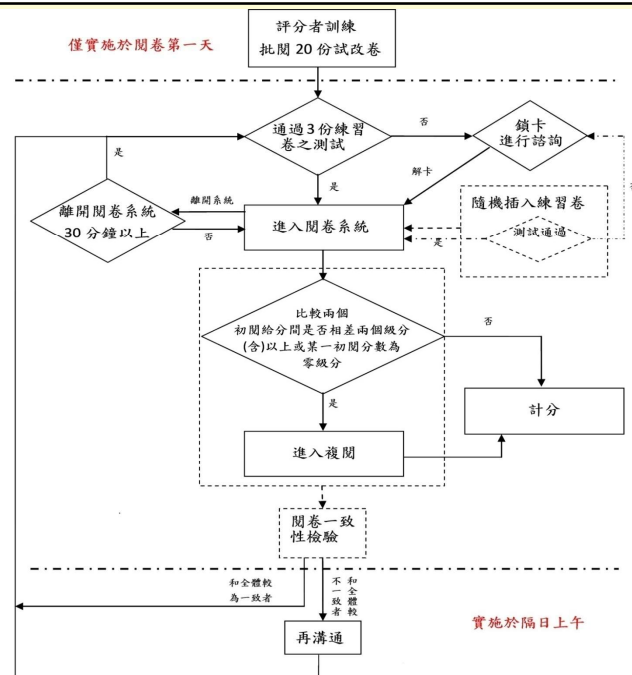 評分者訓練
批閱 20 份試改卷
僅實施於閱卷第一天
通過3份練習
卷之測試
否
鎖卡
進行諮詢
是
是
解卡
否
離開閱卷系統
30 分鐘以上
離開系統
否
進入閱卷系統
隨機插入練習卷
測試通過
是
比較兩個
初閱給分間是否相差兩個級分
(含)以上或某一初閱分數為
零級分
否
是
計分
進入複閱
閱卷一致
性檢驗
和全體較
為一致者
和全體較
不一致者
再溝通
實施於隔日上午